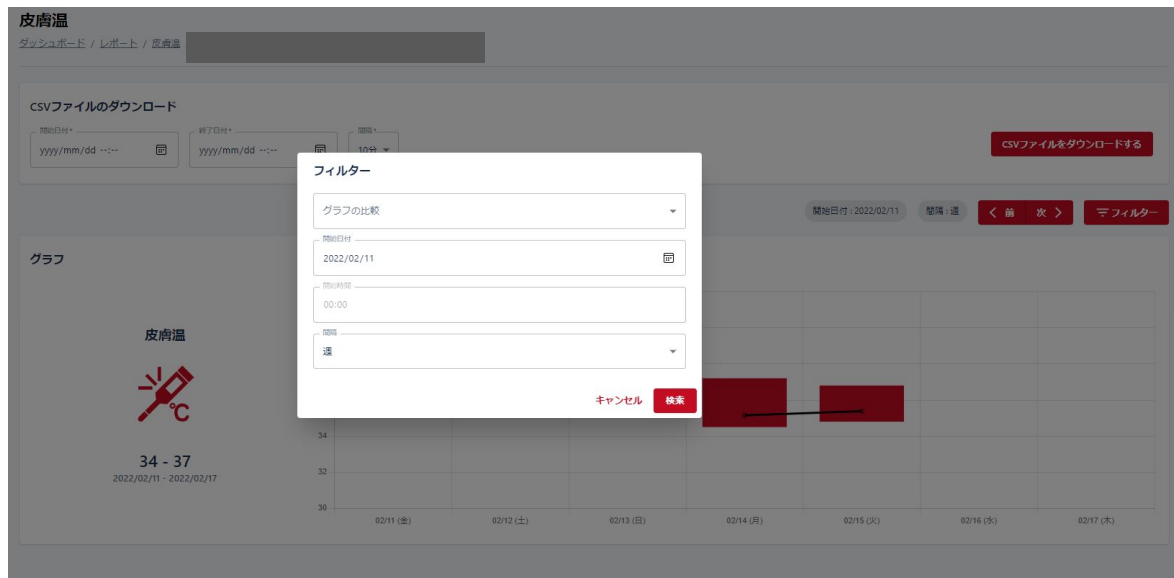 皮膚温
ダッシュボード / レポート / 皮膚温
CSVファイルのダウンロード
開始日付*
yyyy/mm/dd --:--
終了日付*
yyyy/mm/dd --:--
間隔*
10分
CSVファイルをダウンロードする
開始日付 : 2022/02/11
間隔 : 週
前
次
フィルター
グラフ
皮膚温
℃
34 - 37
2022/02/11 - 2022/02/17
フィルター
グラフの比較
開始日付
2022/02/11
開始時間
00:00
間隔
週
キャンセル
検索
34
32
30
02/11 (金)
02/12 (土)
02/13 (日)
02/14 (月)
02/15 (火)
02/16 (水)
02/17 (木)